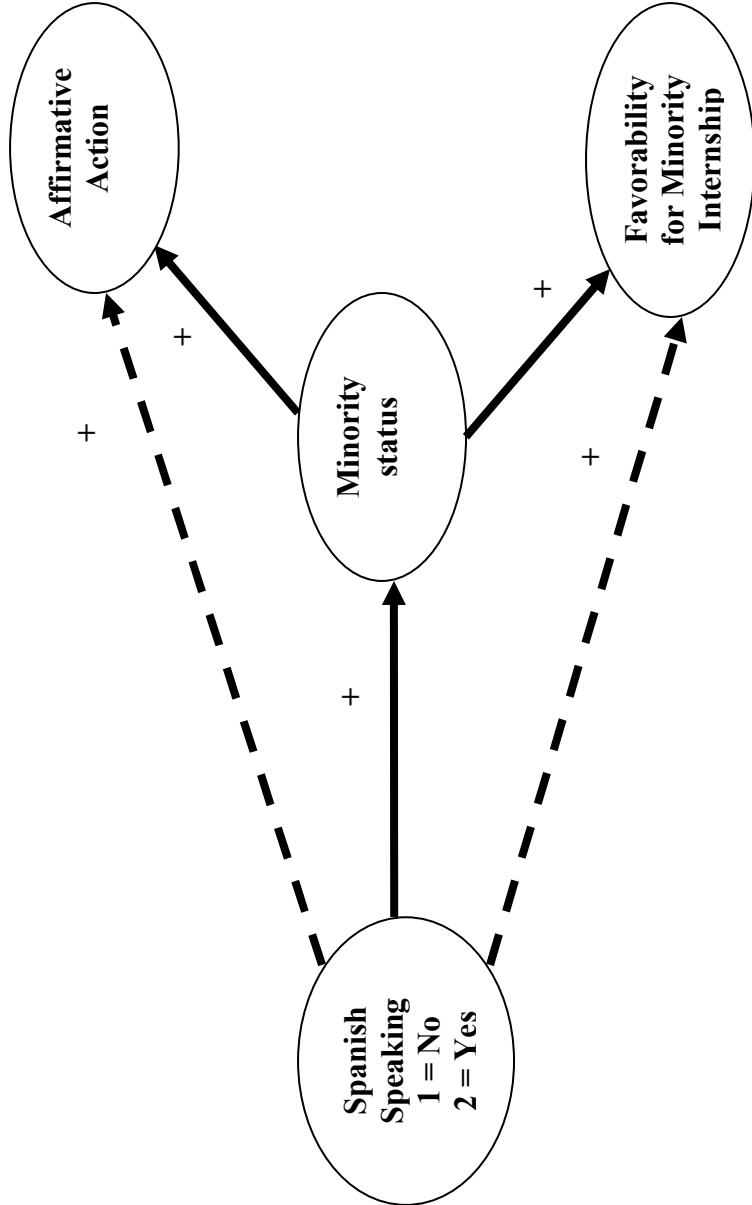 Spanish
Speaking
1 = No
2 = Yes
+
+
+
Minority
status
+
+
Affirmative
Action
Favorability
for Minority
Internship